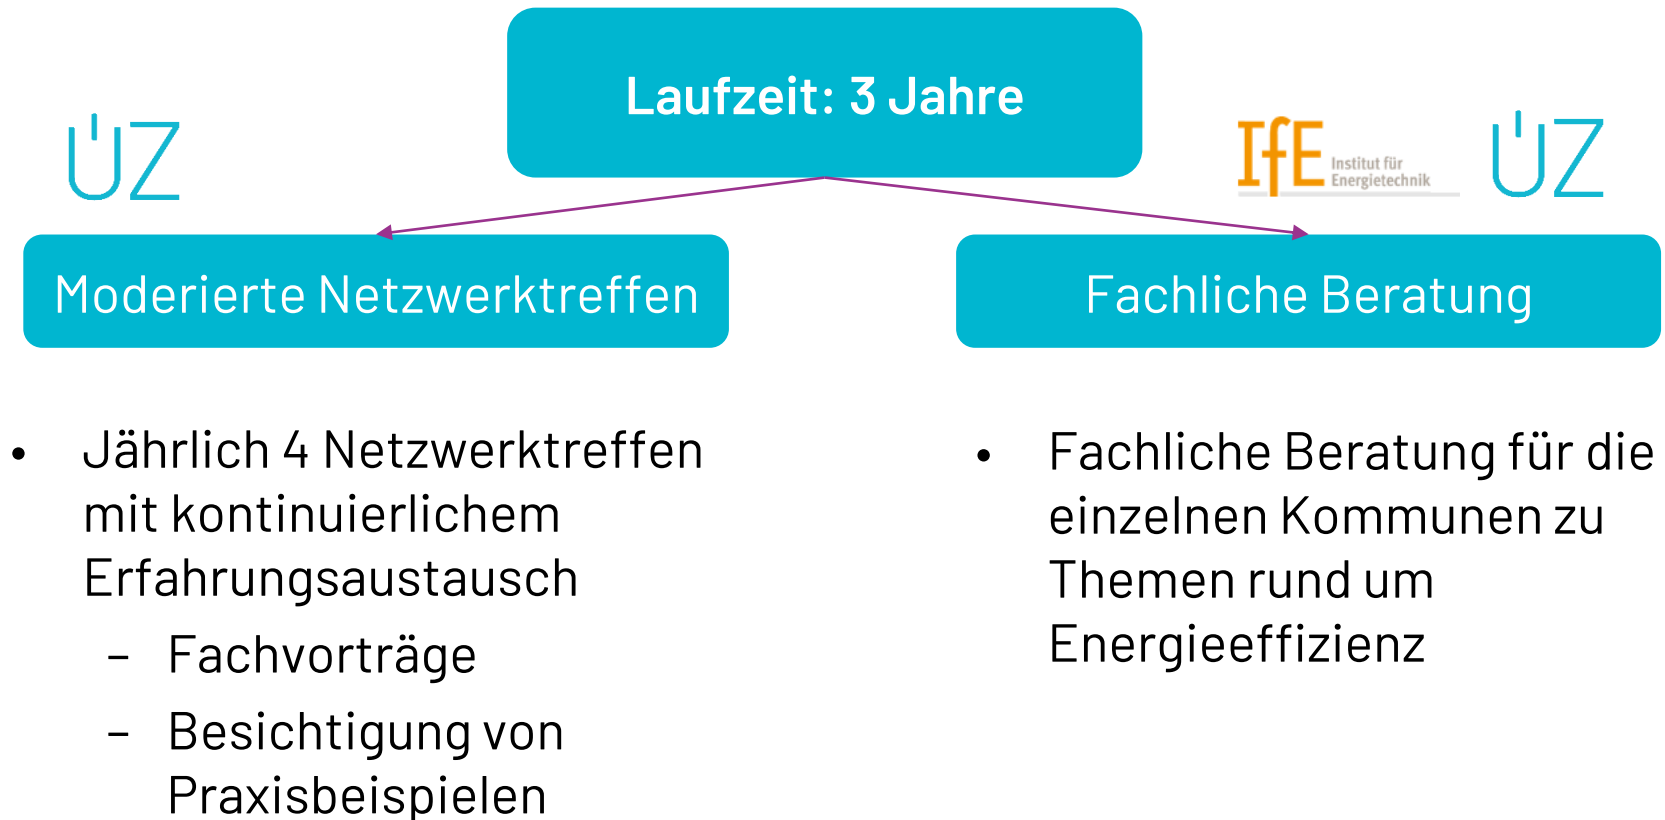 Laufzeit: 3 Jahre
ÜZ
IfE Institut für
Energietechnik
ÜZ
Moderierte Netzwerktreffen
Fachliche Beratung
• Jährlich 4 Netzwerktreffen
mit kontinuierlichem
Erfahrungsaustausch
– Fachvorträge
– Besichtigung von
Praxisbeispielen
• Fachliche Beratung für die
einzelnen Kommunen zu
Themen rund um
Energieeffizienz